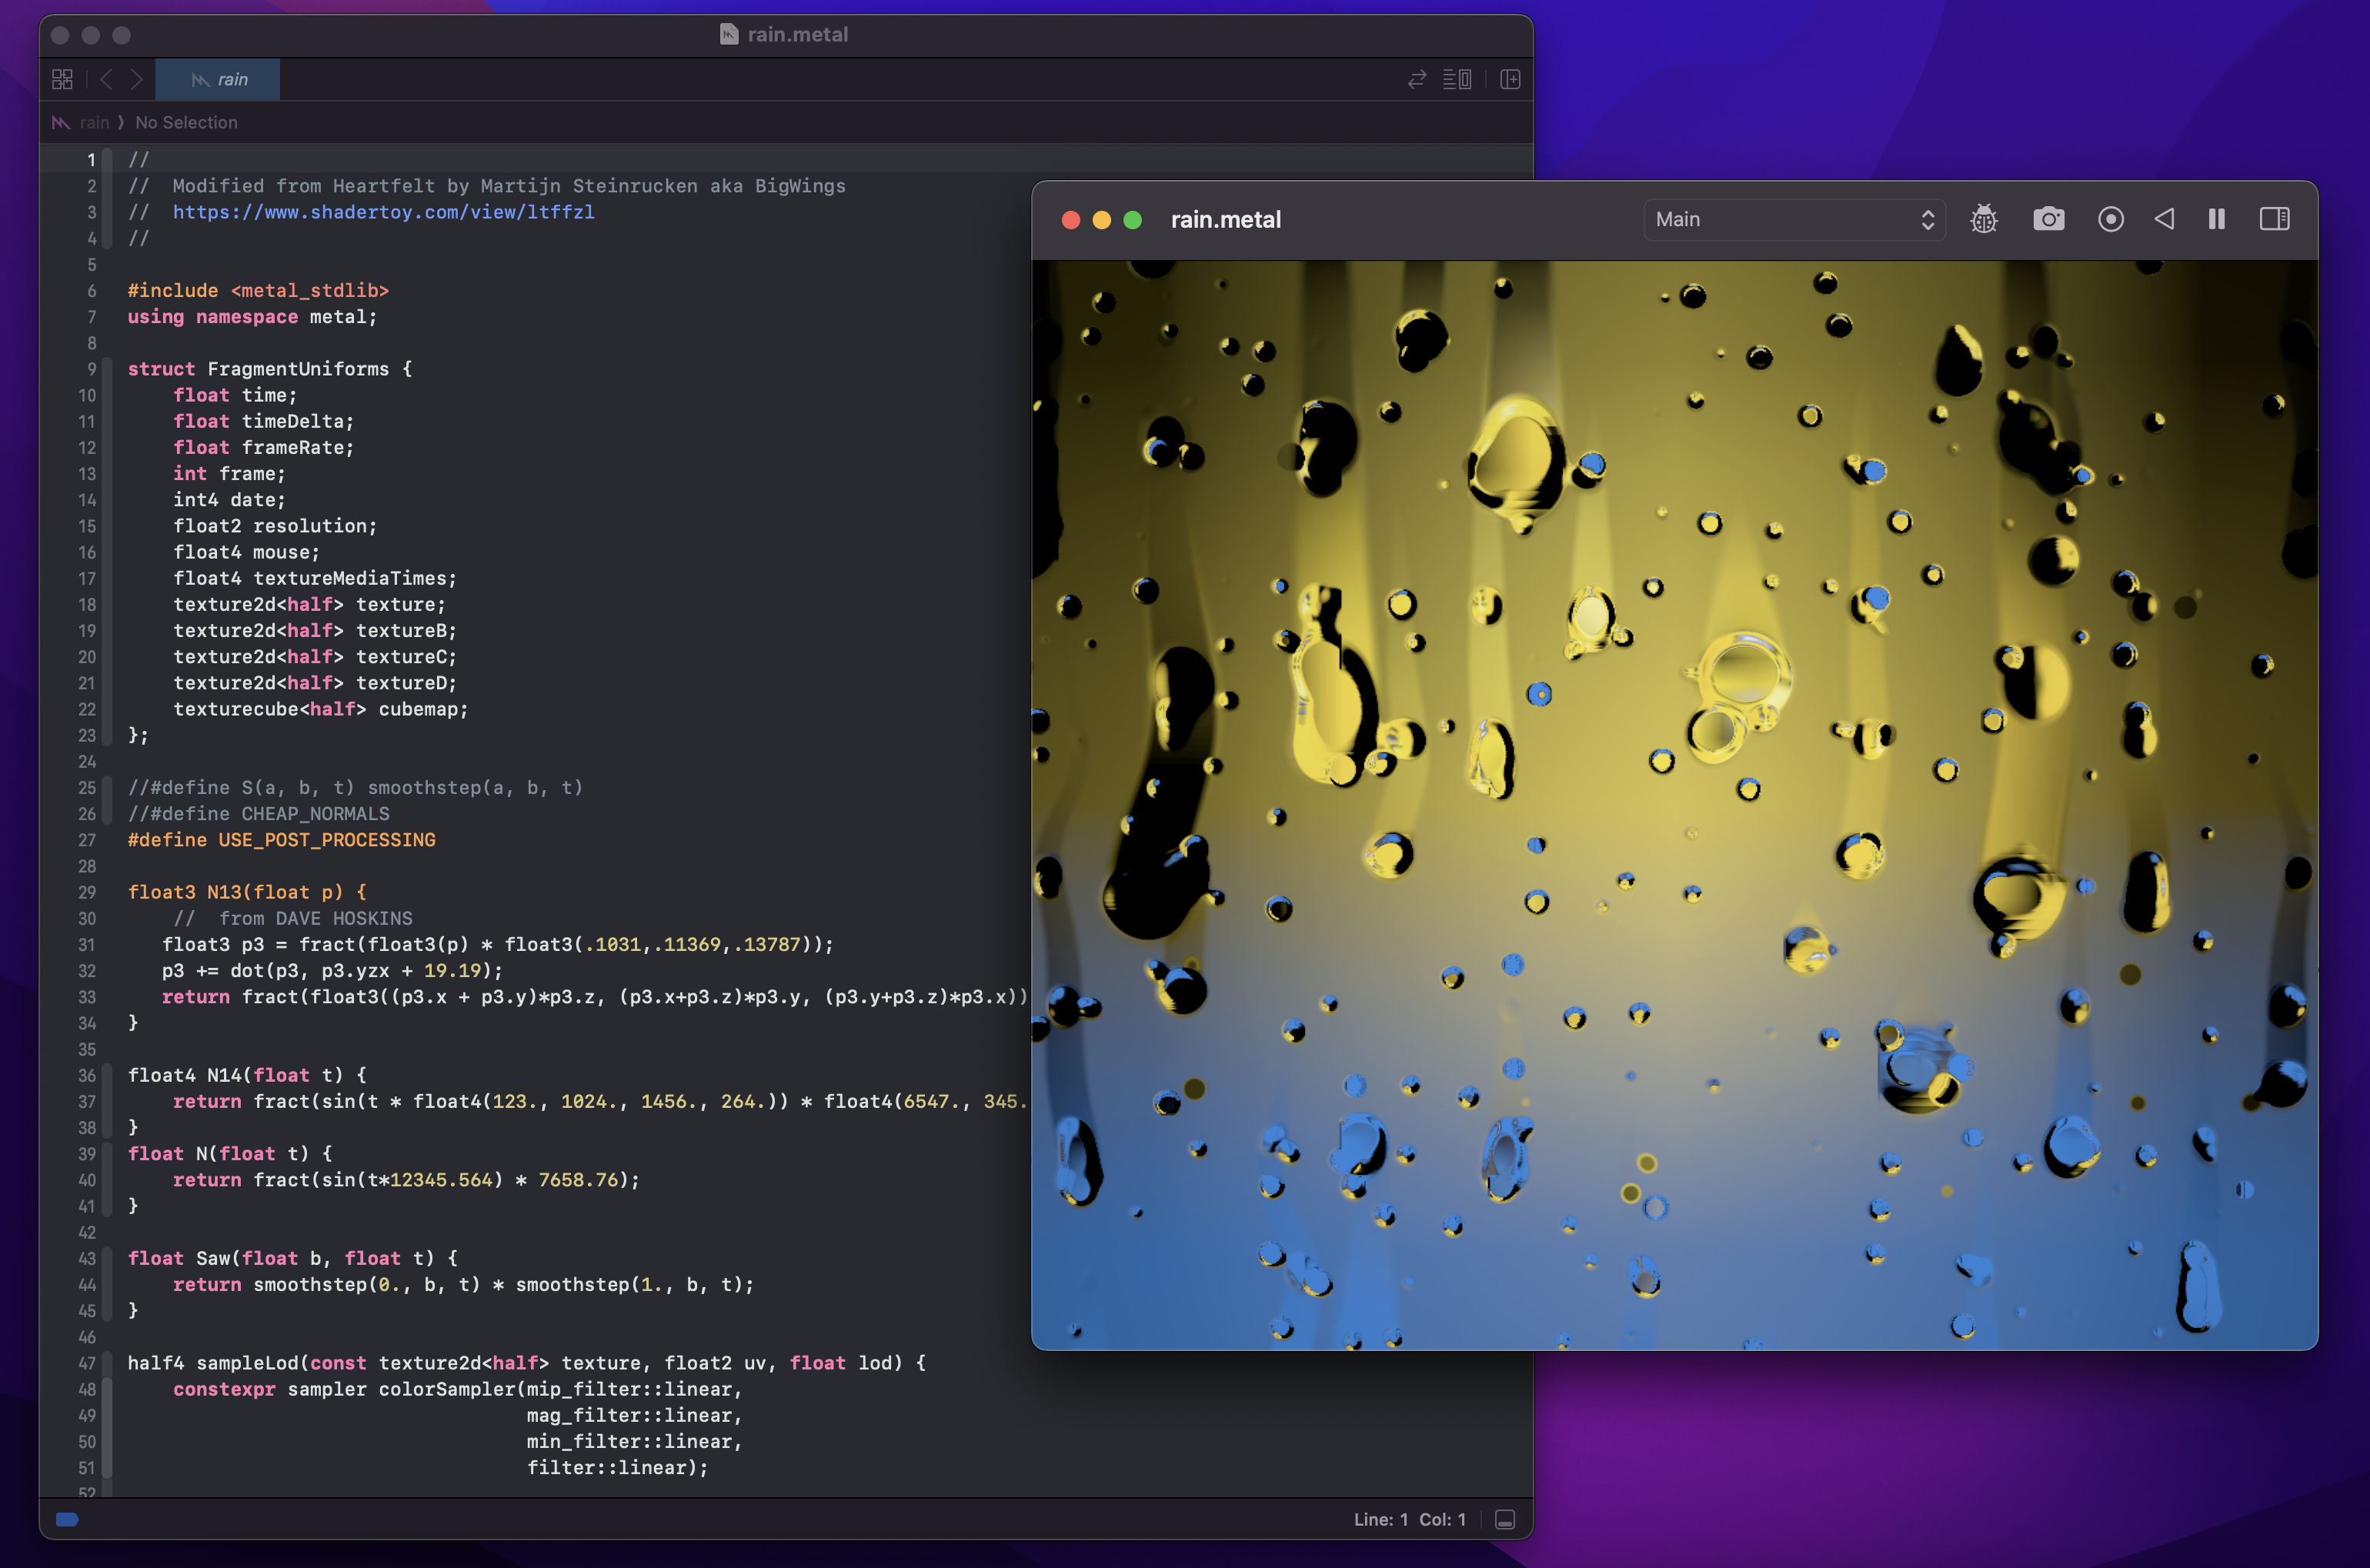 rain.metal
rain
rain ⟩ No Selection
1 //
2 //  Modified from Heartfelt by Martijn Steinrucken aka BigWings
3 //  https://www.shadertoy.com/view/ltffzl
4 //
5
6 #include <metal_stdlib>
7 using namespace metal;
8
9 struct FragmentUniforms {
10     float time;
11     float timeDelta;
12     float frameRate;
13     int frame;
14     int4 date;
15     float2 resolution;
16     float4 mouse;
17     float4 textureMediaTimes;
18     texture2d<half> texture;
19     texture2d<half> textureB;
20     texture2d<half> textureC;
21     texture2d<half> textureD;
22     texturecube<half> cubemap;
23 };
24
25 //#define S(a, b, t) smoothstep(a, b, t)
26 //#define CHEAP_NORMALS
27 #define USE_POST_PROCESSING
28
29 float3 N13(float p) {
30     //  from DAVE HOSKINS
31    float3 p3 = fract(float3(p) * float3(.1031,.11369,.13787));
32    p3 += dot(p3, p3.yzx + 19.19);
33    return fract(float3((p3.x + p3.y)*p3.z, (p3.x+p3.z)*p3.y, (p3.y+p3.z)*p3.x))
34 }
35
36 float4 N14(float t) {
37     return fract(sin(t * float4(123., 1024., 1456., 264.)) * float4(6547., 345.
38 }
39 float N(float t) {
40     return fract(sin(t*12345.564) * 7658.76);
41 }
42
43 float Saw(float b, float t) {
44     return smoothstep(0., b, t) * smoothstep(1., b, t);
45 }
46
47 half4 sampleLod(const texture2d<half> texture, float2 uv, float lod) {
48     constexpr sampler colorSampler(mip_filter::linear,
49                                    mag_filter::linear,
50                                    min_filter::linear,
51                                    filter::linear);
52
Line: 1  Col: 1
rain.metal
Main